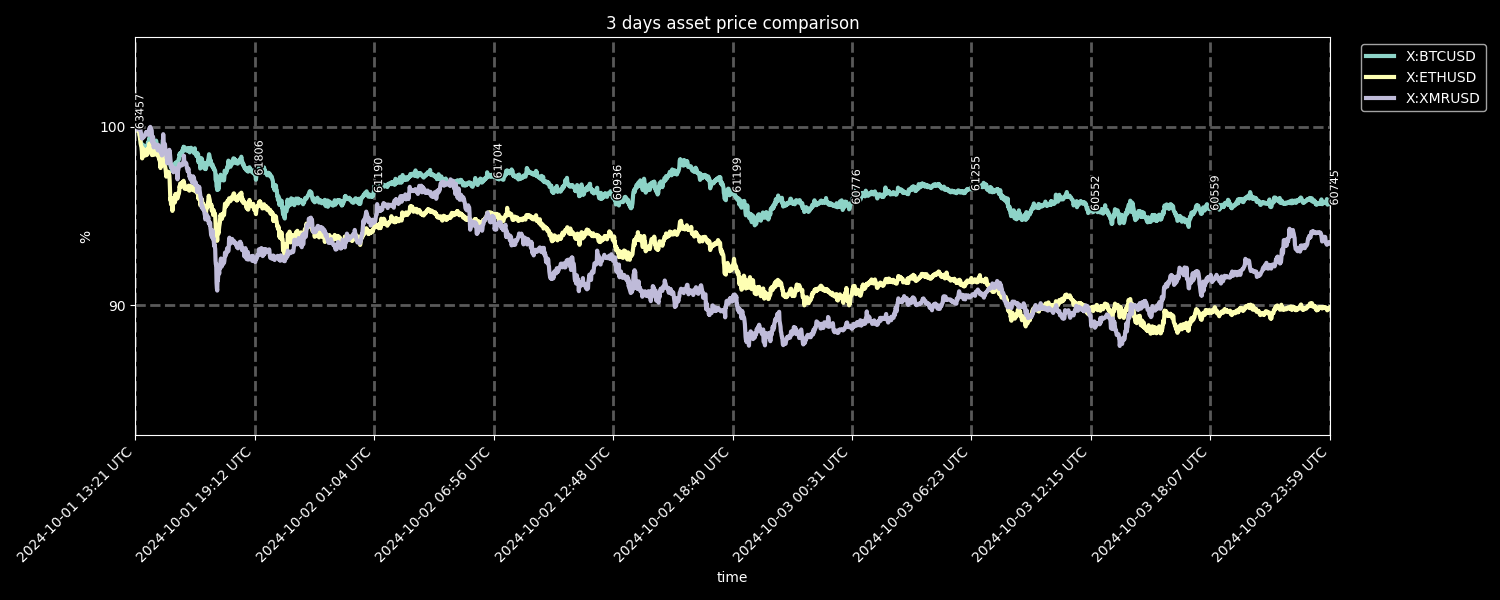 3 days asset price comparison
X:BTCUSD
X:ETHUSD
X:XMRUSD
%
100
90
63457
61806
61190
61704
60936
61199
60776
61255
60552
60559
60745
2024-10-01 13:21 UTC
2024-10-01 19:12 UTC
2024-10-02 01:04 UTC
2024-10-02 06:56 UTC
2024-10-02 12:48 UTC
2024-10-02 18:40 UTC
2024-10-03 00:31 UTC
2024-10-03 06:23 UTC
2024-10-03 12:15 UTC
2024-10-03 18:07 UTC
2024-10-03 23:59 UTC
time